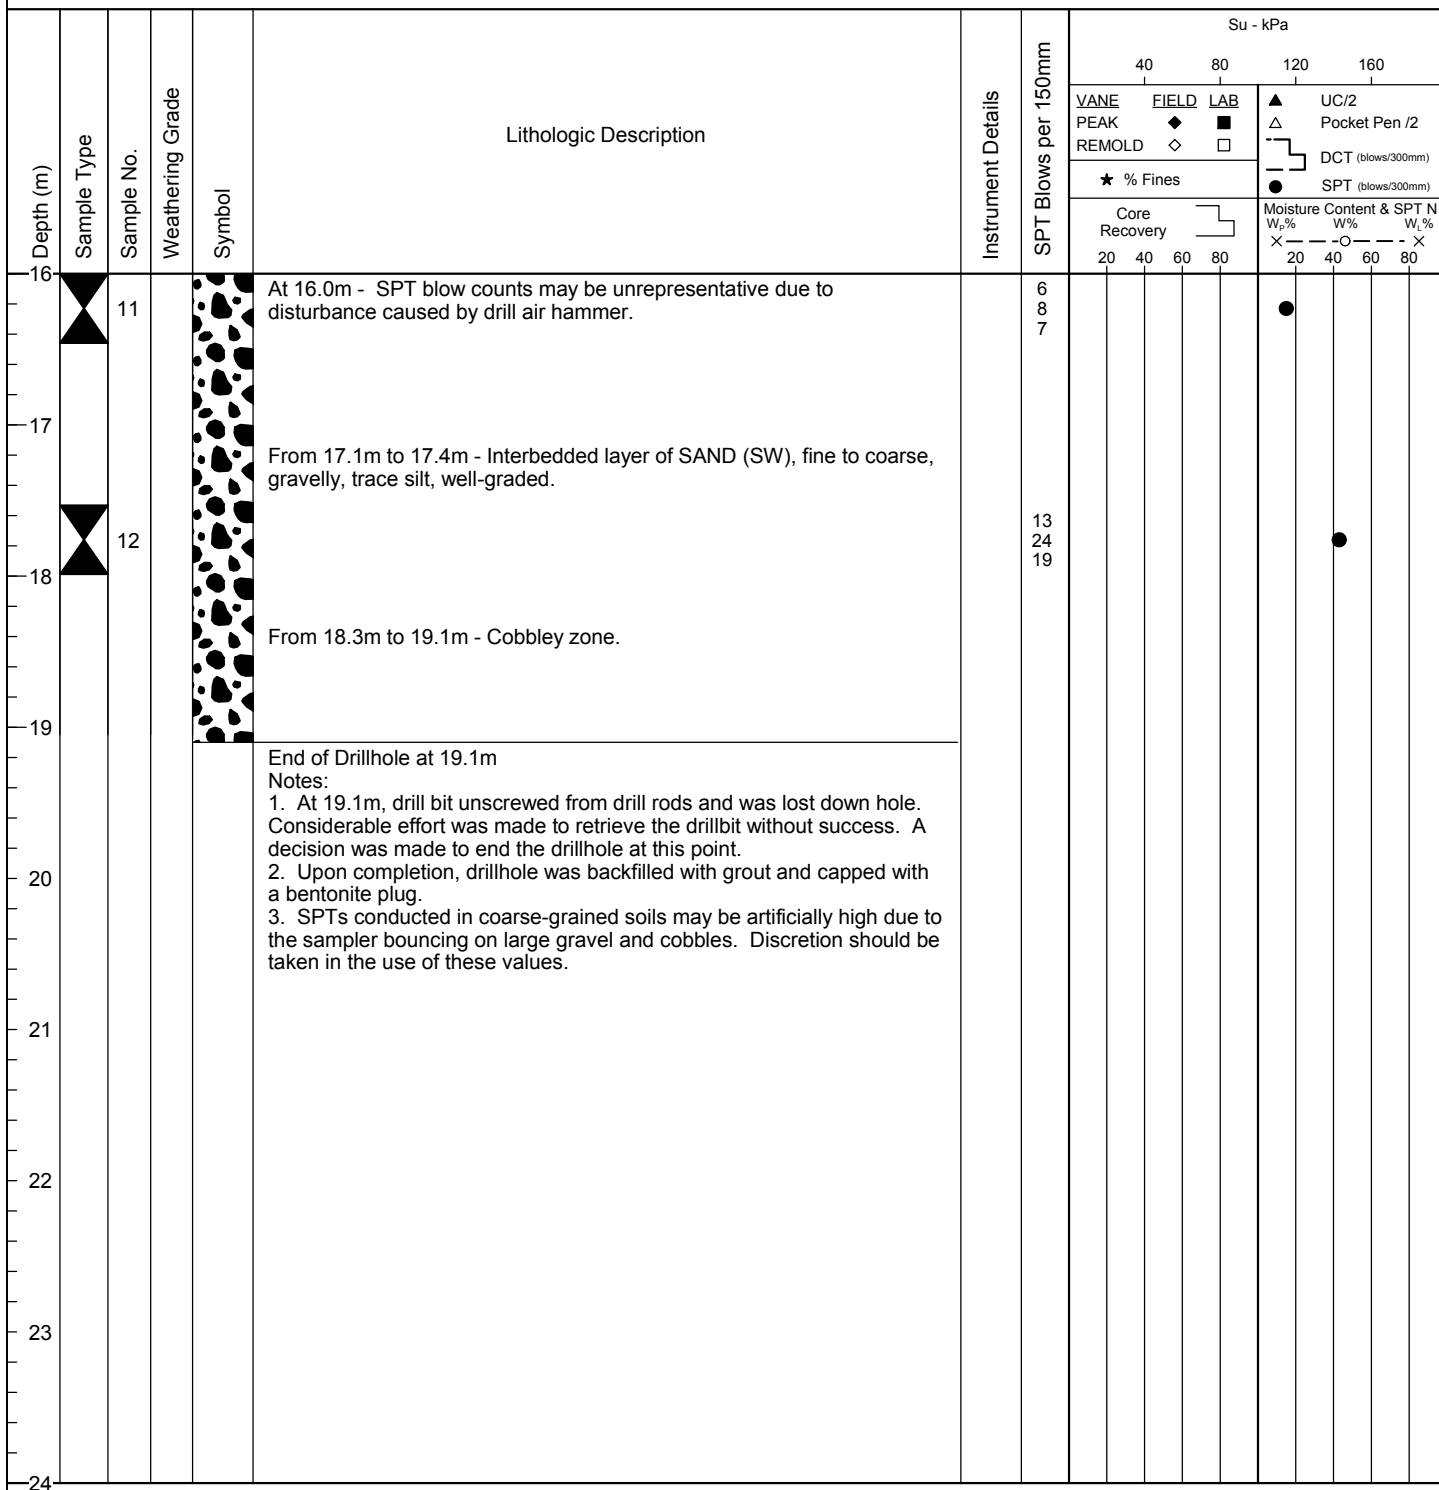 Su - kPa
40 80 120 160
Depth (m)
Sample Type
Sample No.
Weathering Grade
Symbol
Lithologic Description
Instrument Details
SPT Blows per 150mm
VANE FIELD LAB
PEAK
REMOLD
% Fines
Core
Recovery
20 40 60 80
UC/2
Pocket Pen /2
DCT (blows/300mm)
SPT (blows/300mm)
Moisture Content & SPT N
WP% W% WL%
20 40 60 80
16
11
At 16.0m - SPT blow counts may be unrepresentative due to
disturbance caused by drill air hammer.
6
8
7
17
From 17.1m to 17.4m - Interbedded layer of SAND (SW), fine to coarse,
gravelly, trace silt, well-graded.
12
13
24
19
18
From 18.3m to 19.1m - Cobbley zone.
19
End of Drillhole at 19.1m
Notes:
1. At 19.1m, drill bit unscrewed from drill rods and was lost down hole.
Considerable effort was made to retrieve the drillbit without success. A
decision was made to end the drillhole at this point.
20
2. Upon completion, drillhole was backfilled with grout and capped with
a bentonite plug.
3. SPTs conducted in coarse-grained soils may be artificially high due to
the sampler bouncing on large gravel and cobbles. Discretion should be
taken in the use of these values.
21
22
23
24